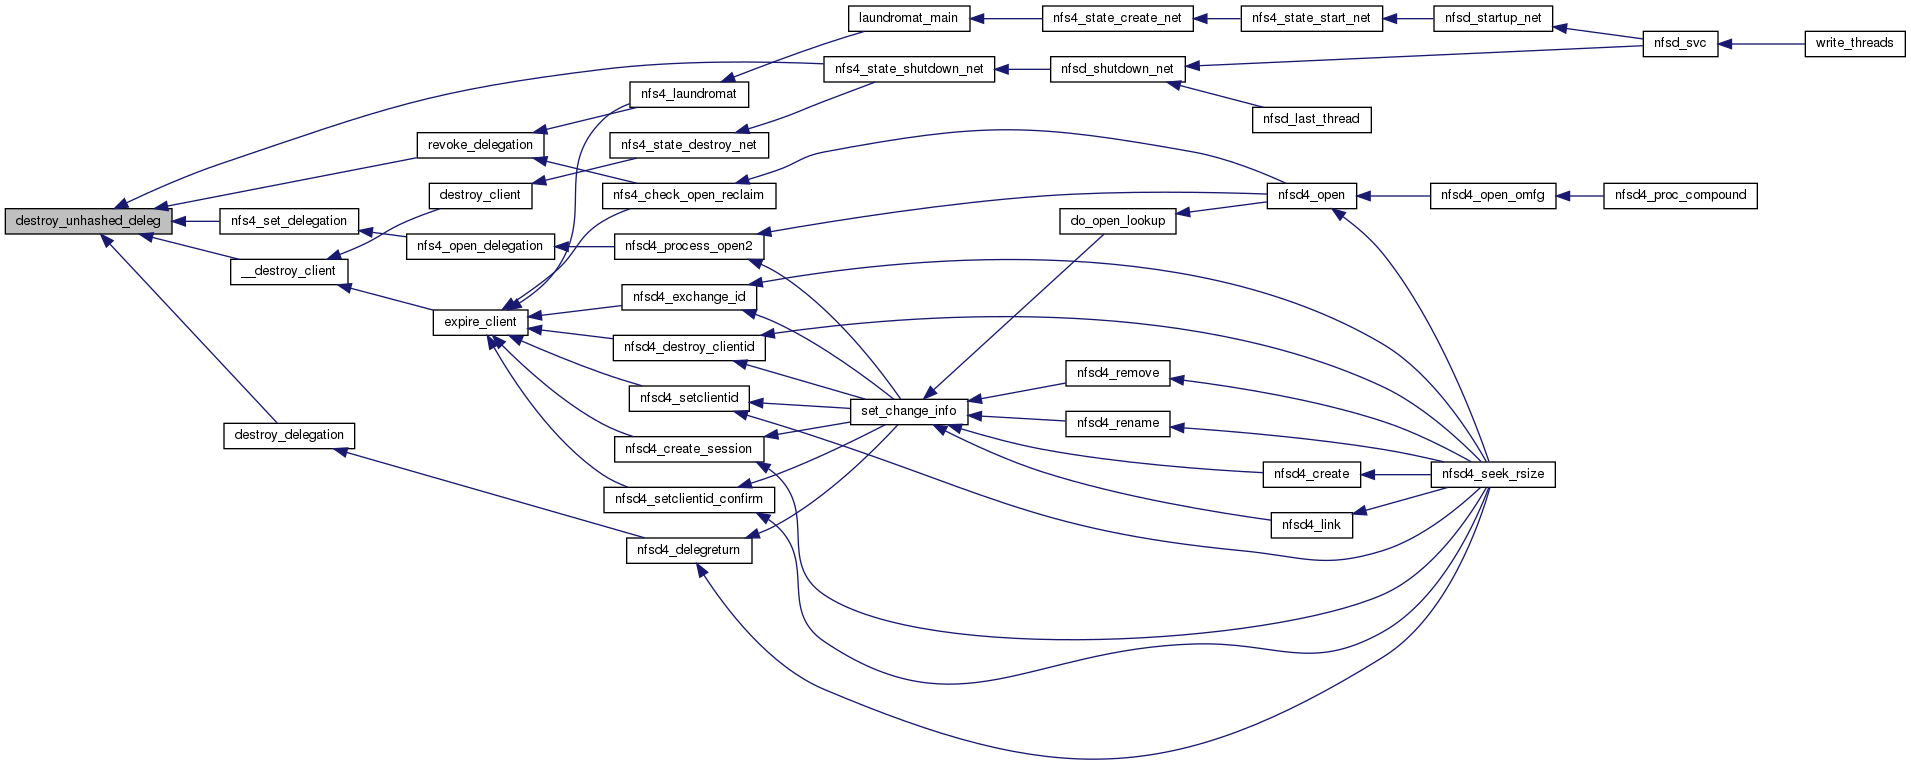 laundromat_main
nfs4_state_create_net
nfs4_state_start_net
nfsd_startup_net
nfsd_svc
write_threads
nfs4_state_shutdown_net
nfsd_shutdown_net
nfs4_laundromat
nfsd_last_thread
revoke_delegation
nfs4_state_destroy_net
destroy_client
nfs4_check_open_reclaim
nfsd4_open
nfsd4_open_omfg
nfsd4_proc_compound
destroy_unhashed_deleg
nfs4_set_delegation
do_open_lookup
nfs4_open_delegation
nfsd4_process_open2
__destroy_client
nfsd4_exchange_id
expire_client
nfsd4_destroy_clientid
nfsd4_remove
nfsd4_setclientid
set_change_info
nfsd4_rename
destroy_delegation
nfsd4_create_session
nfsd4_create
nfsd4_seek_rsize
nfsd4_setclientid_confirm
nfsd4_link
nfsd4_delegreturn